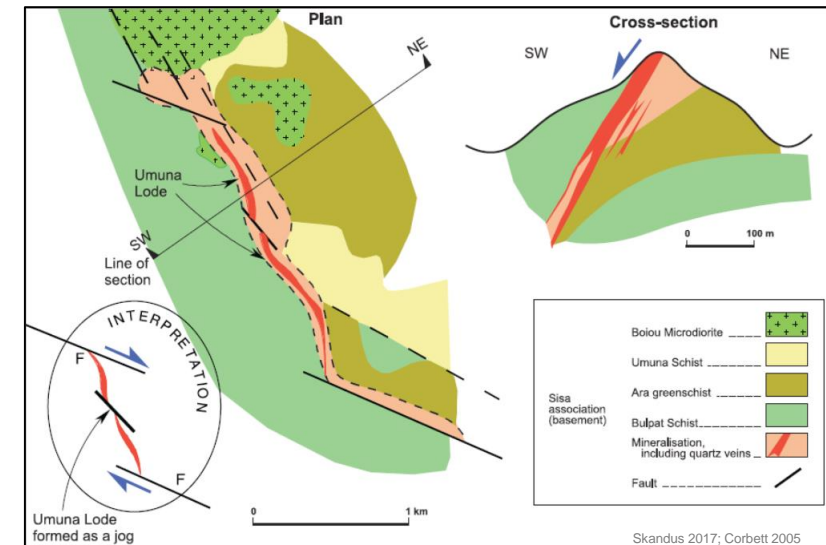 Plan
Cross-section
SW
NE
NE
Umuna
Lode
SW
Line of
section
0
100 m
INTERPRETATION
F
F
Umuna Lode
formed as a jog
0
1 km
Sisa
association
(basement)
Boiou Microdiorite
Umuna Schist
Ara greenschist
Bulpat Schist
Mineralisation,
including quartz veins
Fault
Skandus 2017; Corbett 2005